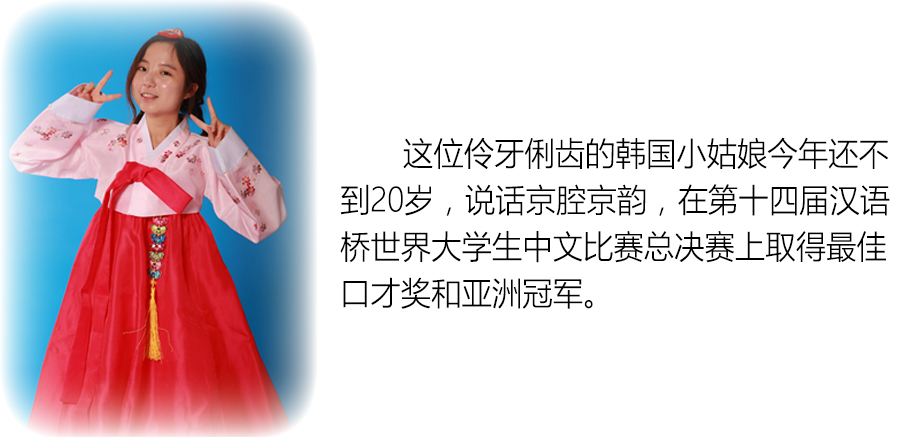 这位伶牙俐齿的韩国小姑娘今年还不
到20岁，说话京腔京韵，在第十四届汉语
桥世界大学生中文比赛总决赛上取得最佳
口才奖和亚洲冠军。